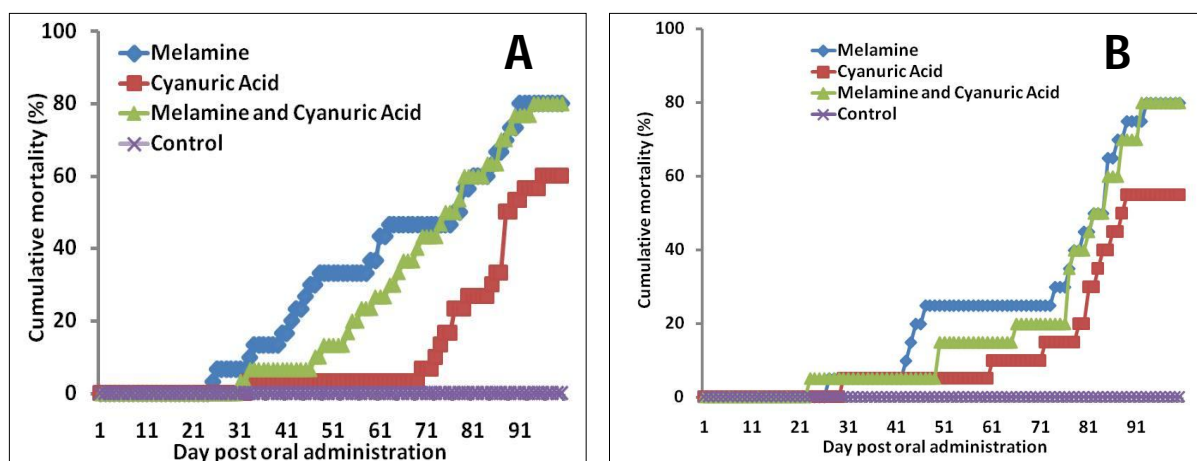 A
Cumulative mortality (%)
100
80
60
40
20
0
Melamine
Cyanuric Acid
Melamine and Cyanuric Acid
Control
1 11 21 31 41 51 61 71 81 91
Day post oral administration
B
Cumulative mortality (%)
100
80
60
40
20
0
Melamine
Cyanuric Acid
Melamine and Cyanuric Acid
Control
1 11 21 31 41 51 61 71 81 91
Day post oral administration